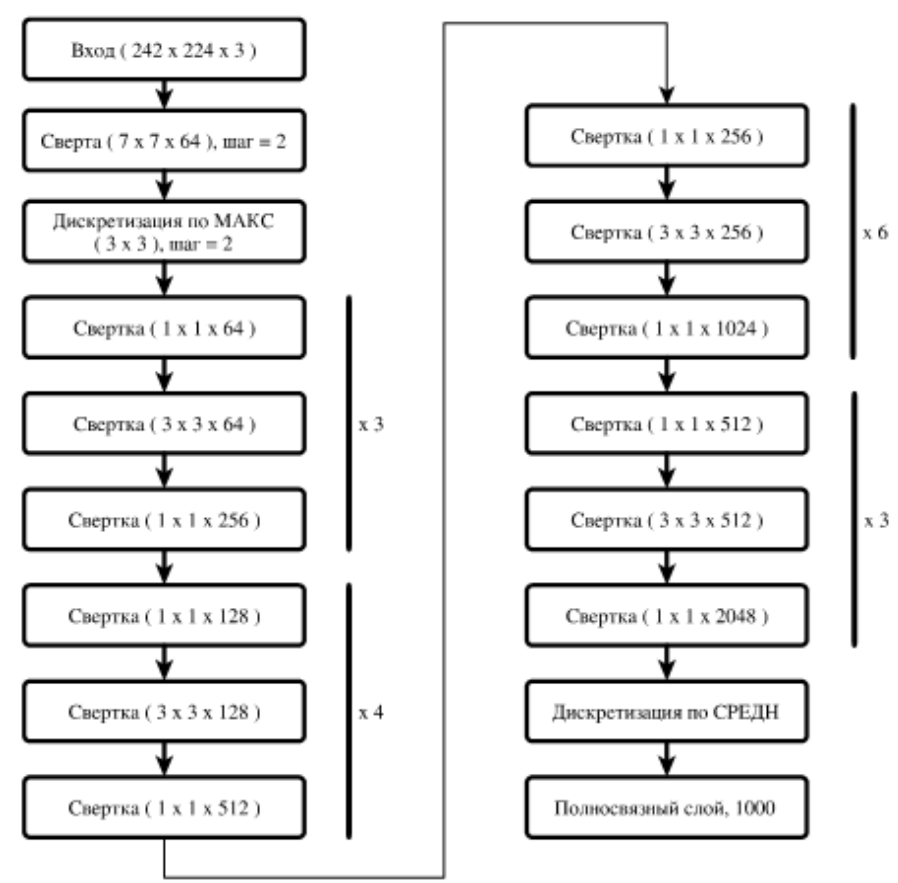 Вход ( 242 x 224 x 3 )
Сверта ( 7 x 7 x 64 ), шаг = 2
Дискретизация по МАКС
( 3 x 3 ), шаг = 2
Свертка ( 1 x 1 x 64 )
Свертка ( 3 x 3 x 64 )
x 3
Свертка ( 1 x 1 x 256 )
Свертка ( 1 x 1 x 128 )
Свертка ( 3 x 3 x 128 )
x 4
Свертка ( 1 x 1 x 512 )
Свертка ( 1 x 1 x 256 )
Свертка ( 3 x 3 x 256 )
x 6
Свертка ( 1 x 1 x 1024 )
Свертка ( 1 x 1 x 512 )
Свертка ( 3 x 3 x 512 )
x 3
Свертка ( 1 x 1 x 2048 )
Дискретизация по СРЕДН
Полносвязный слой, 1000